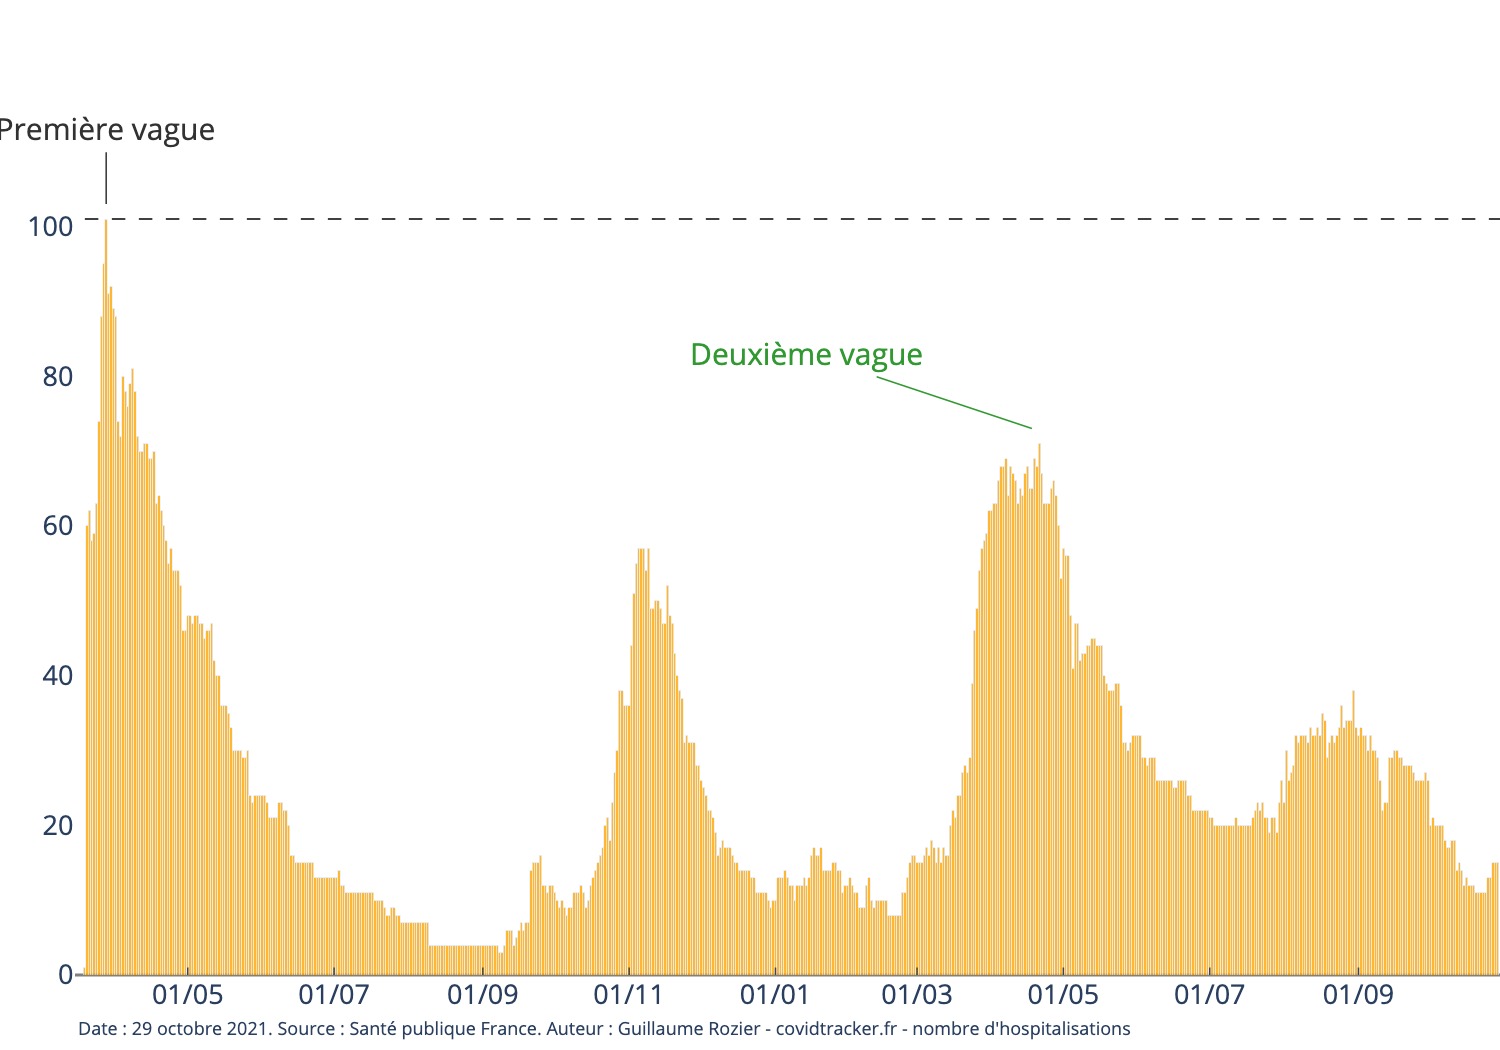 Première vague
100
Deuxième vague
80
60
40
20
0
01/05 01/07 01/09 01/11 01/01 01/03 01/05 01/07 01/09
Date : 29 octobre 2021. Source : Santé publique France. Auteur : Guillaume Rozier - covidtracker.fr - nombre d'hospitalisations